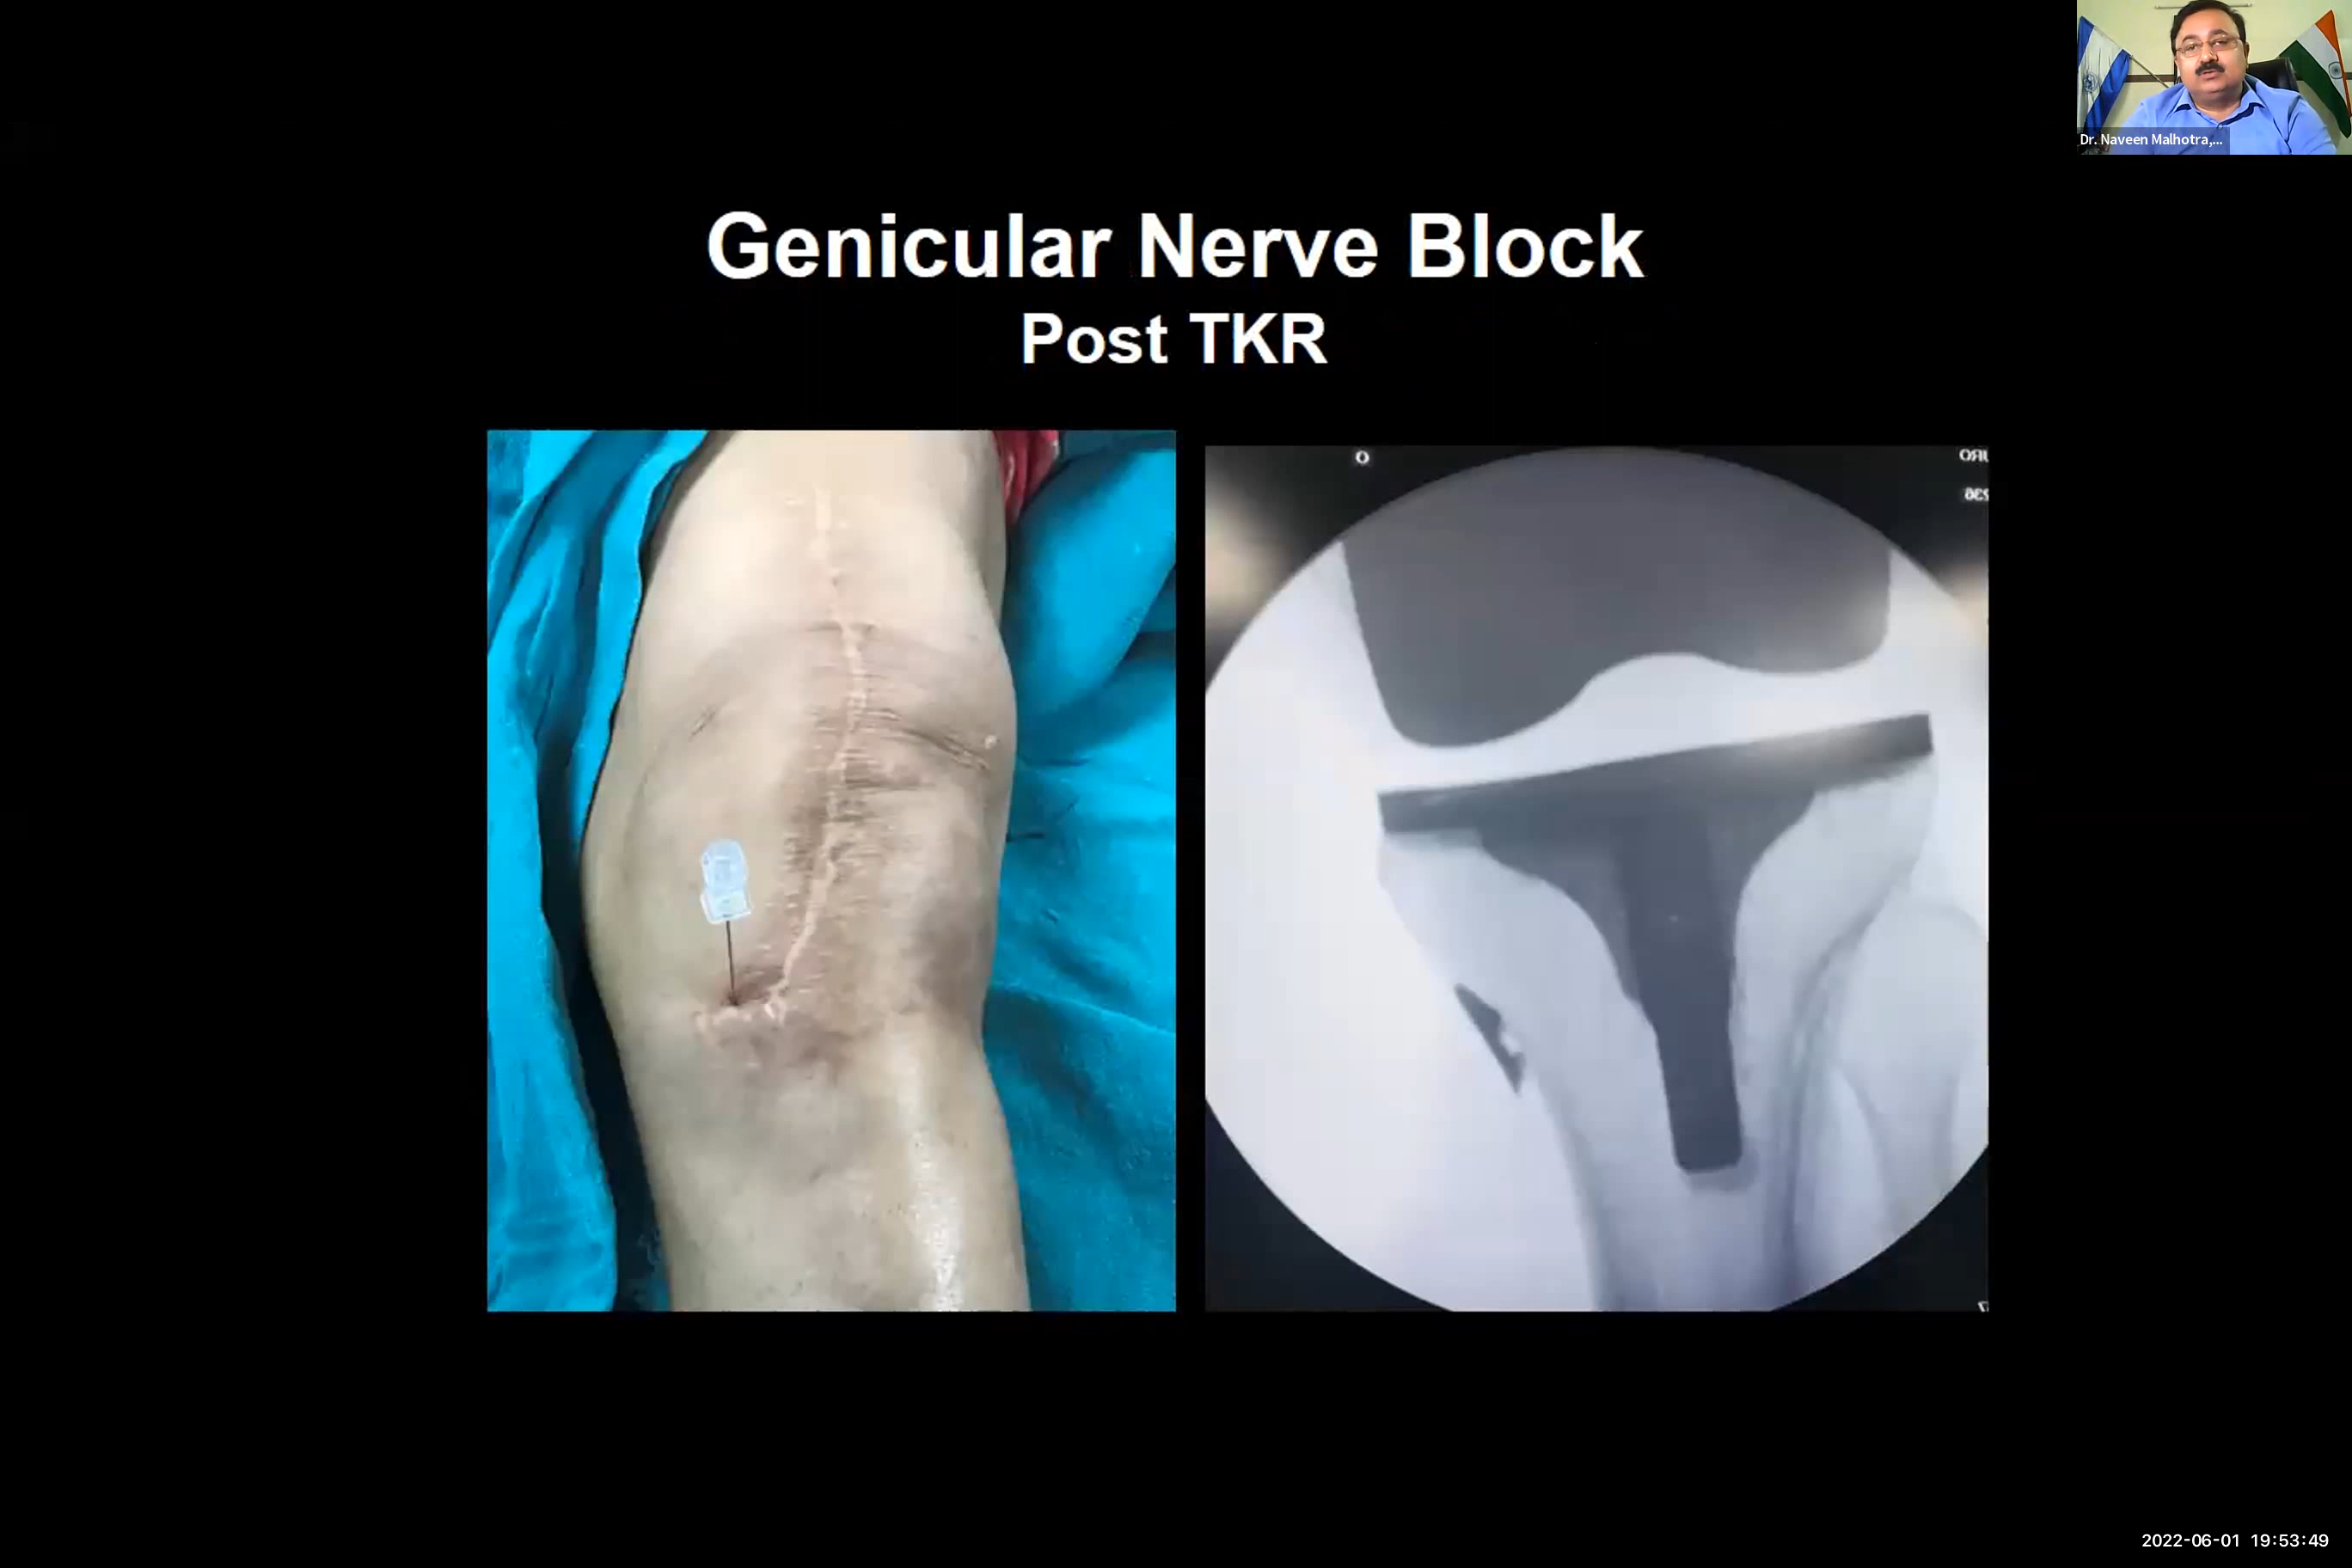 Dr. Naveen Malhotra,...
Genicular Nerve Block
Post TKR
O
2022-06-01 19:53:49